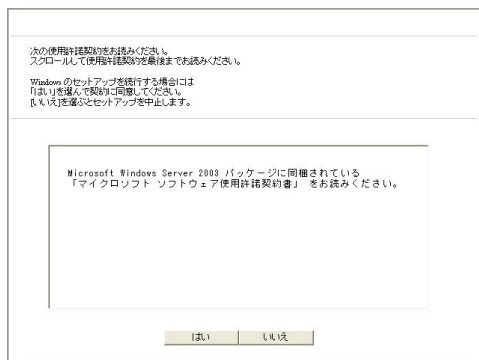 次の使用許諾契約をお読みください。
スクロールして使用許諾契約を最後までお読みください。
Windows のセットアップを続行する場合には
「はい」を選んで契約に同意してください。
[いいえ]を選ぶとセットアップを中止します。
Microsoft Windows Server 2003 パッケージに同梱されている
「マイクロソフト ソフトウェア使用許諾契約書」 をお読みください。
はい
いいえ